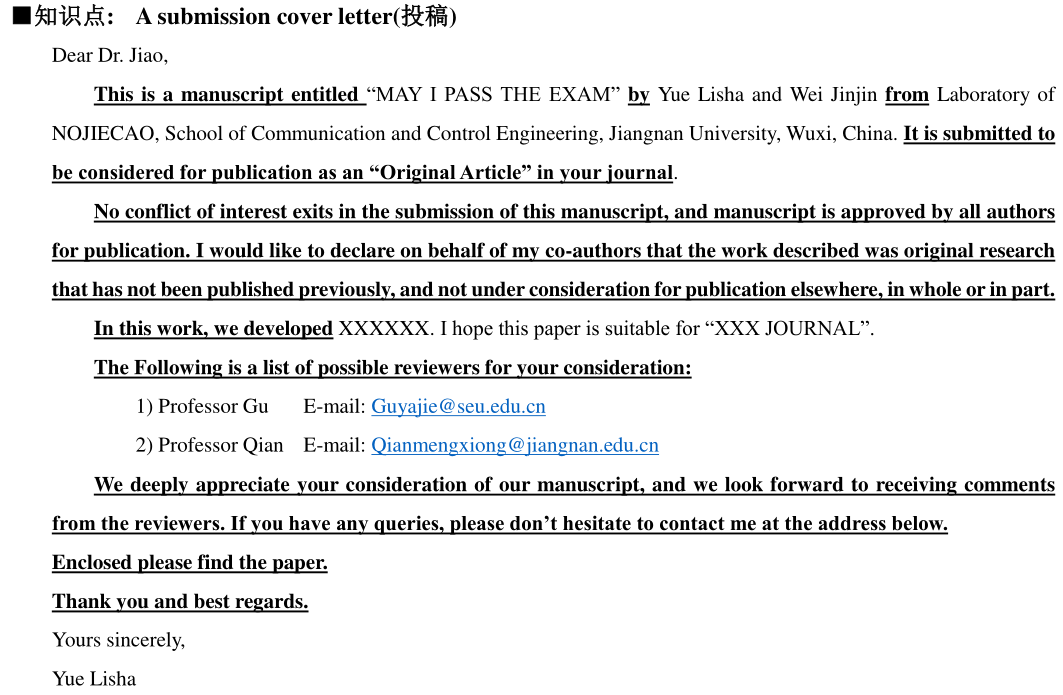 ■知识点: A submission cover letter(投稿)
Dear Dr. Jiao,
This is a manuscript entitled “MAY I PASS THE EXAM” by Yue Lisha and Wei Jinjin from Laboratory of
NOJIECAO, School of Communication and Control Engineering, Jiangnan University, Wuxi, China. It is submitted to
be considered for publication as an “Original Article” in your journal.
No conflict of interest exits in the submission of this manuscript, and manuscript is approved by all authors
for publication. I would like to declare on behalf of my co-authors that the work described was original research
that has not been published previously, and not under consideration for publication elsewhere, in whole or in part.
In this work, we developed XXXXXX. I hope this paper is suitable for “XXX JOURNAL”.
The Following is a list of possible reviewers for your consideration:
1) Professor Gu E-mail: Guyajie@seu.edu.cn
2) Professor Qian E-mail: Qianmengxiong@jiangnan.edu.cn
We deeply appreciate your consideration of our manuscript, and we look forward to receiving comments
from the reviewers. If you have any queries, please don’t hesitate to contact me at the address below.
Enclosed please find the paper.
Thank you and best regards.
Yours sincerely,
Yue Lisha